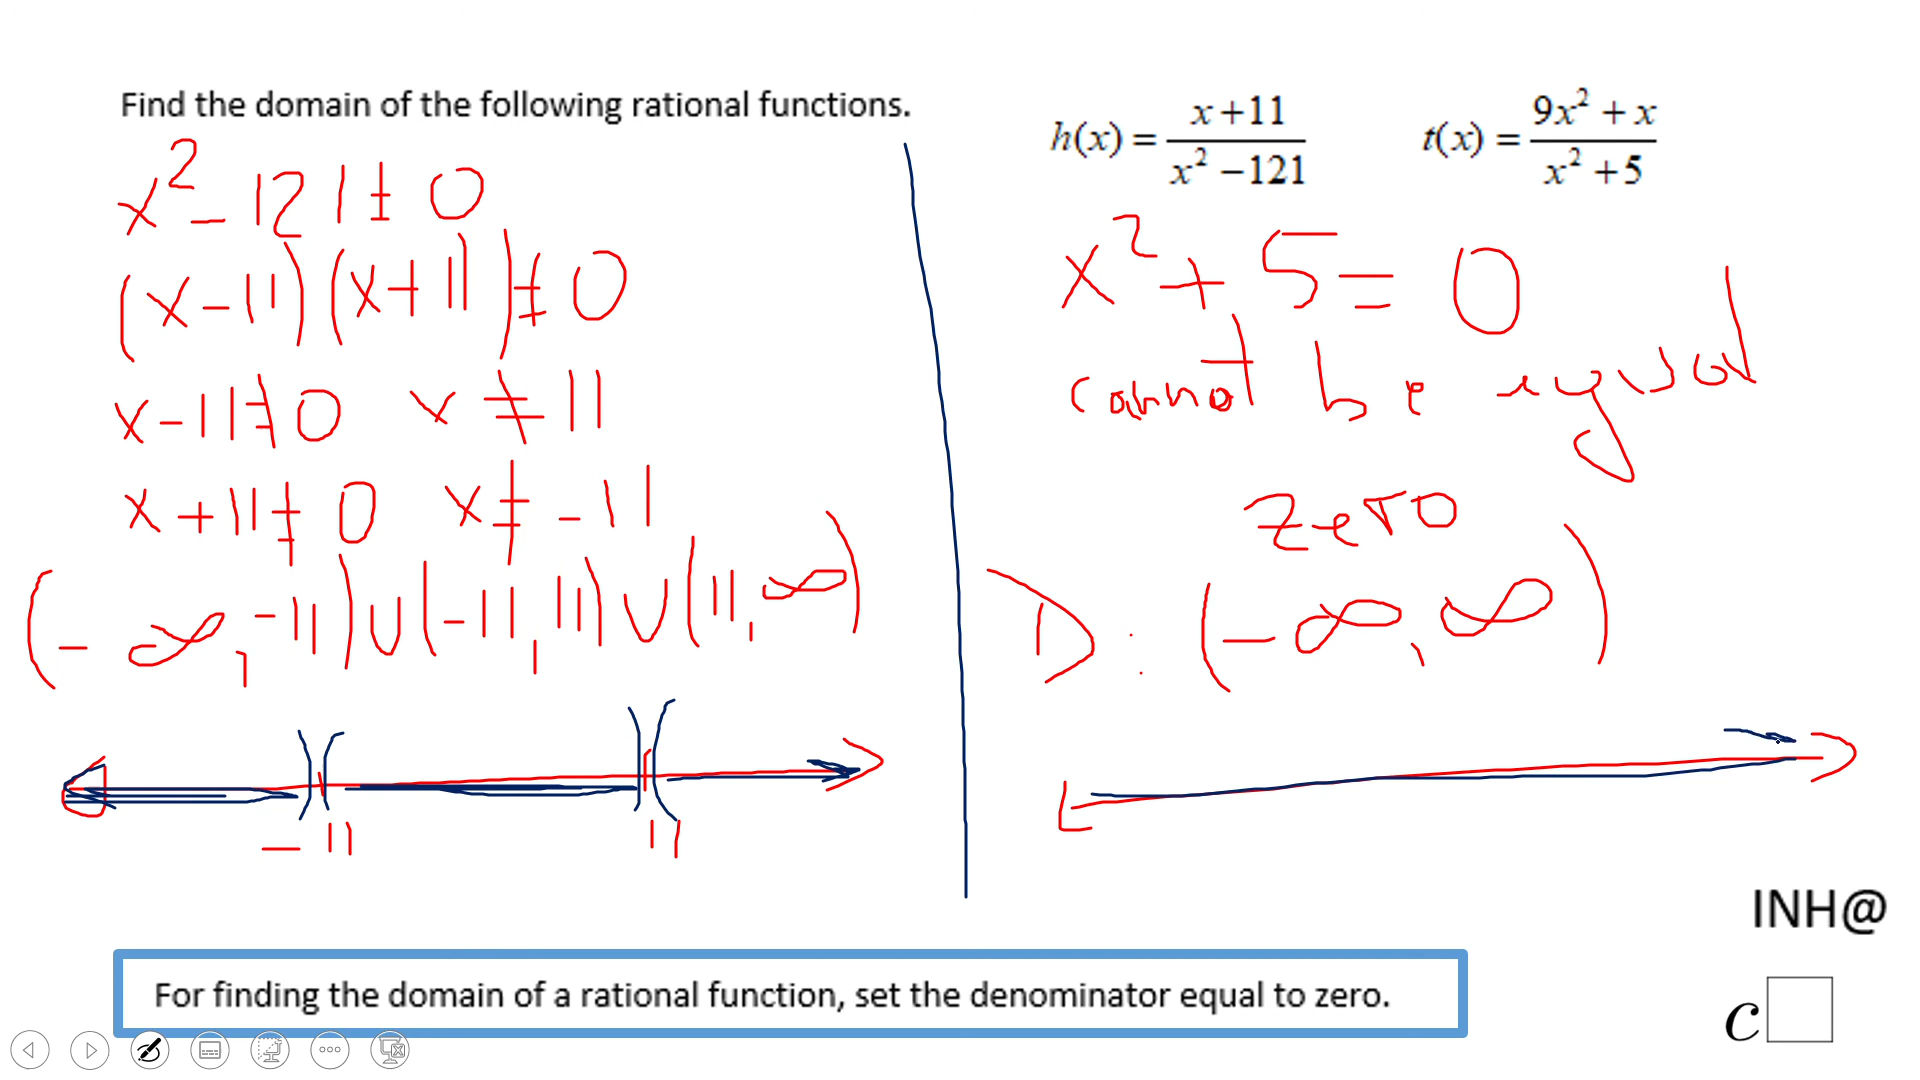 Find the domain of the following rational functions.
h(x) = (x+11)/(x² −121)
t(x) = (9x² + x)/(x² +5)
x² - 121 ≠ 0
(x-11)(x+11) ≠ 0
x-11 ≠ 0 x ≠ 11
x+11 ≠ 0 x ≠ -11
(-∞, -11) ∪ (-11, 11) ∪ (11, ∞)
-11 11
x² + 5 = 0
cannot be equal
zero
D: (-∞, ∞)
INH@
c
For finding the domain of a rational function, set the denominator equal to zero.